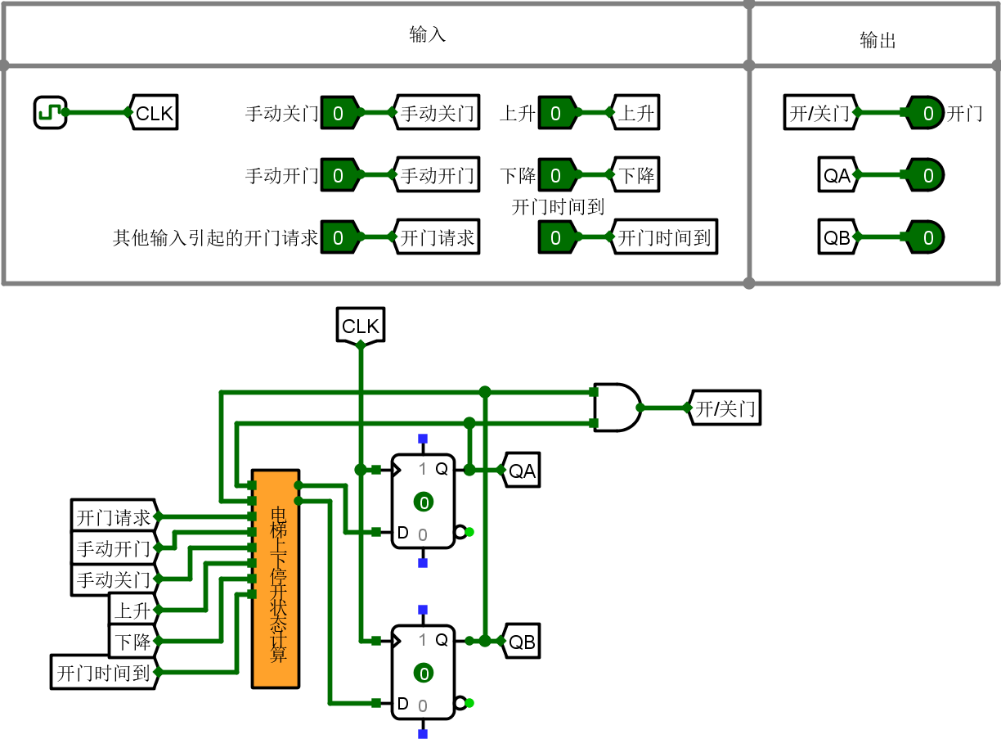 输入
输出
CLK
手动关门 0 手动关门
上升 0 上升
开/关门 0 开门
手动开门 0 手动开门
下降 0 下降
QA 0
开门时间到
其他输入引起的开门请求 0 开门请求
0 开门时间到
QB 0
CLK
开/关门
1 Q
QA
0
D 0
开门请求
手动开门
手动关门
上升
下降
开门时间到
电梯上下停开状态计算
1 Q
QB
0
D 0